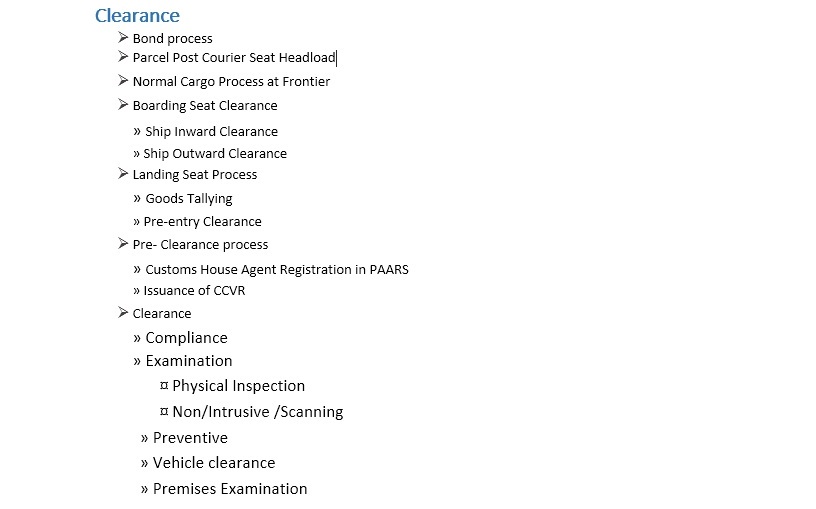 Clearance
➢ Bond process
➢ Parcel Post Courier Seat Headload
➢ Normal Cargo Process at Frontier
➢ Boarding Seat Clearance
» Ship Inward Clearance
» Ship Outward Clearance
➢ Landing Seat Process
» Goods Tallying
» Pre-entry Clearance
➢ Pre- Clearance process
» Customs House Agent Registration in PAARS
» Issuance of CCVR
➢ Clearance
» Compliance
» Examination
¤ Physical Inspection
¤ Non/Intrusive /Scanning
» Preventive
» Vehicle clearance
» Premises Examination